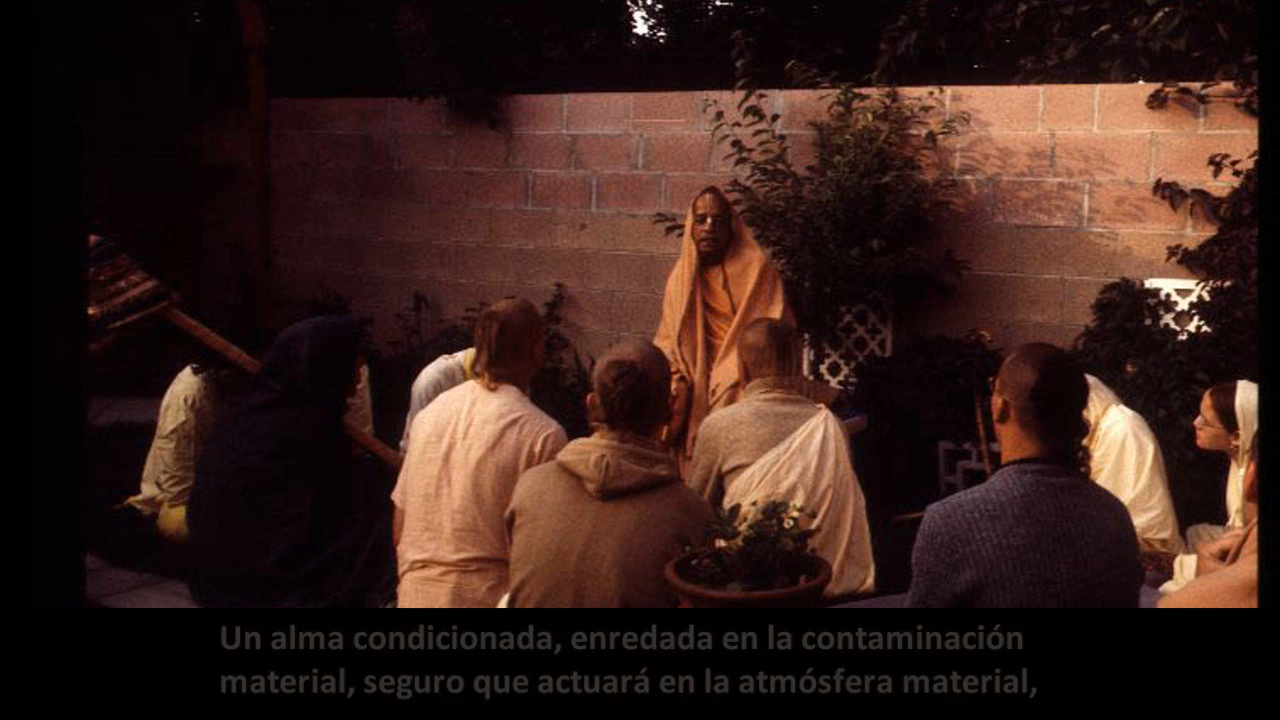 Un alma condicionada, enredada en la contaminación
material, seguro que actuará en la atmósfera material,